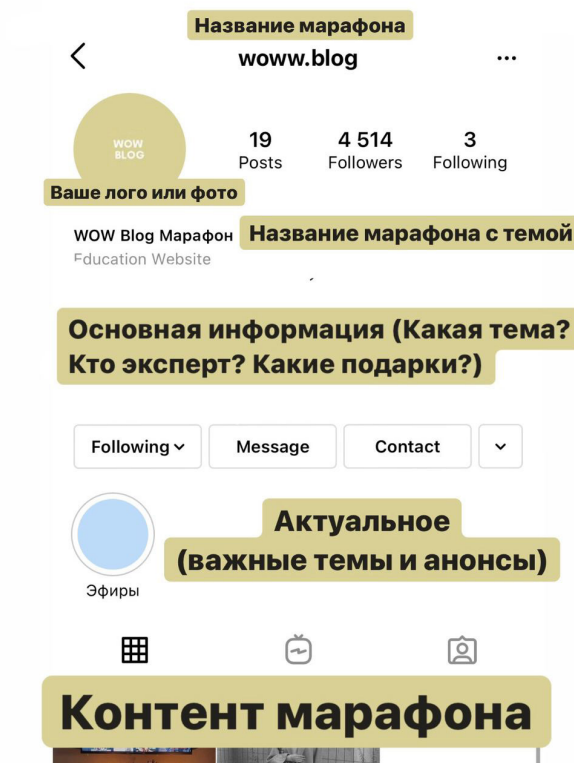 Название марафона
woww.blog
WOW
BLOG
19
4 514
3
Posts
Followers
Following
Ваше лого или фото
WOW Blog Марафон
Название марафона с темой
Education Website
Основная информация (Какая тема?
Кто эксперт? Какие подарки?)
Following
Message
Contact
Актуальное
(важные темы и анонсы)
Эфиры
Контент марафона